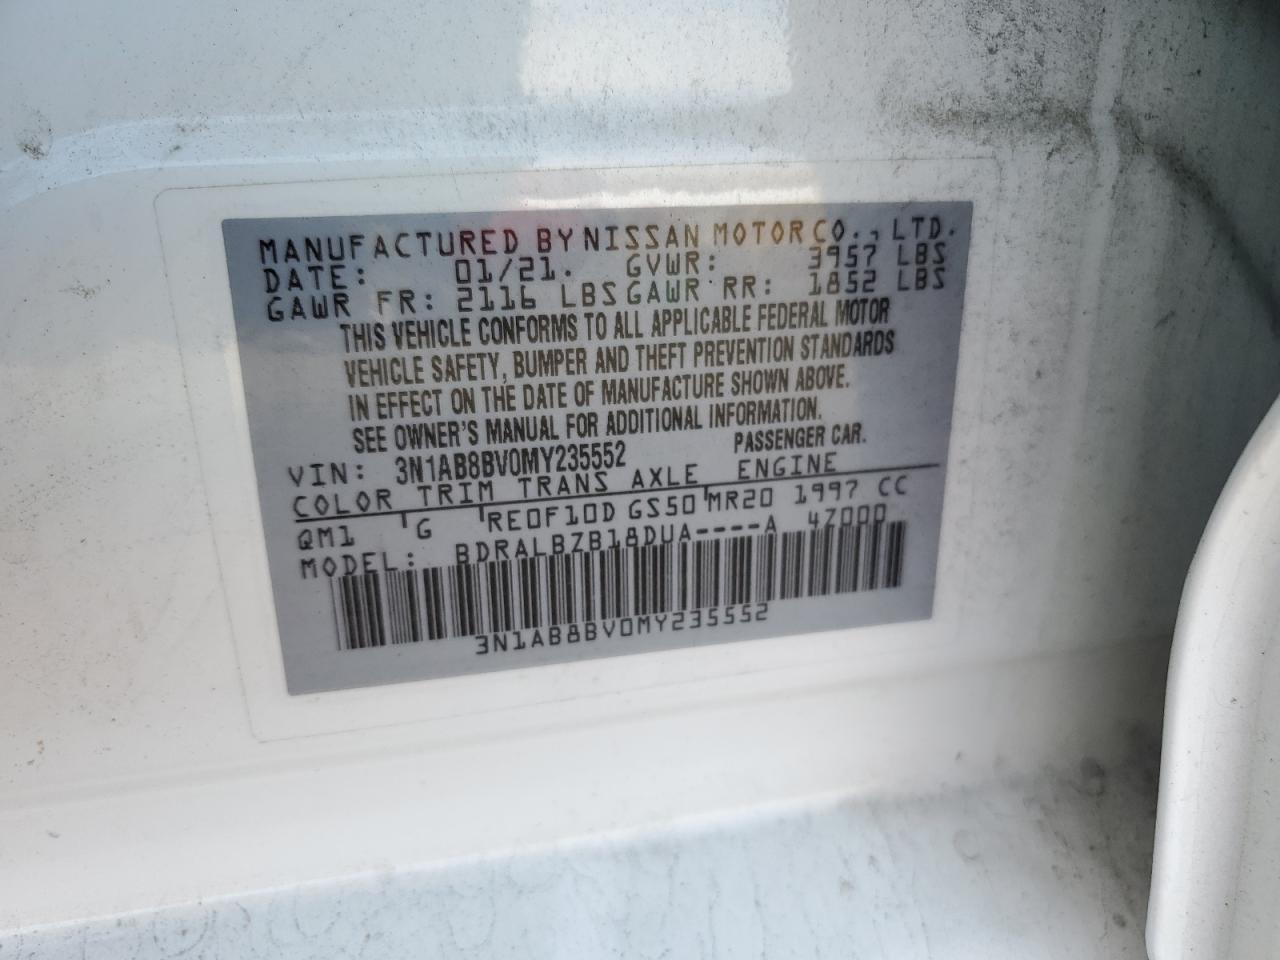 MANUFACTURED BY NISSAN MOTOR CO., LTD.
DATE: 01/21. GVWR: 3957 LBS
GAWR FR: 2116 LBS GAWR RR: 1852 LBS
THIS VEHICLE CONFORMS TO ALL APPLICABLE FEDERAL MOTOR
VEHICLE SAFETY, BUMPER AND THEFT PREVENTION STANDARDS
IN EFFECT ON THE DATE OF MANUFACTURE SHOWN ABOVE.
SEE OWNER'S MANUAL FOR ADDITIONAL INFORMATION.
VIN: 3N1AB8BV0MY235552 PASSENGER CAR.
COLOR TRIM TRANS AXLE ENGINE
QM1 G RE0F10D GS50 MR20 1997 CC
MODEL: BDRALBZB18DUA----A 4Z000
3N1AB8BV0MY235552